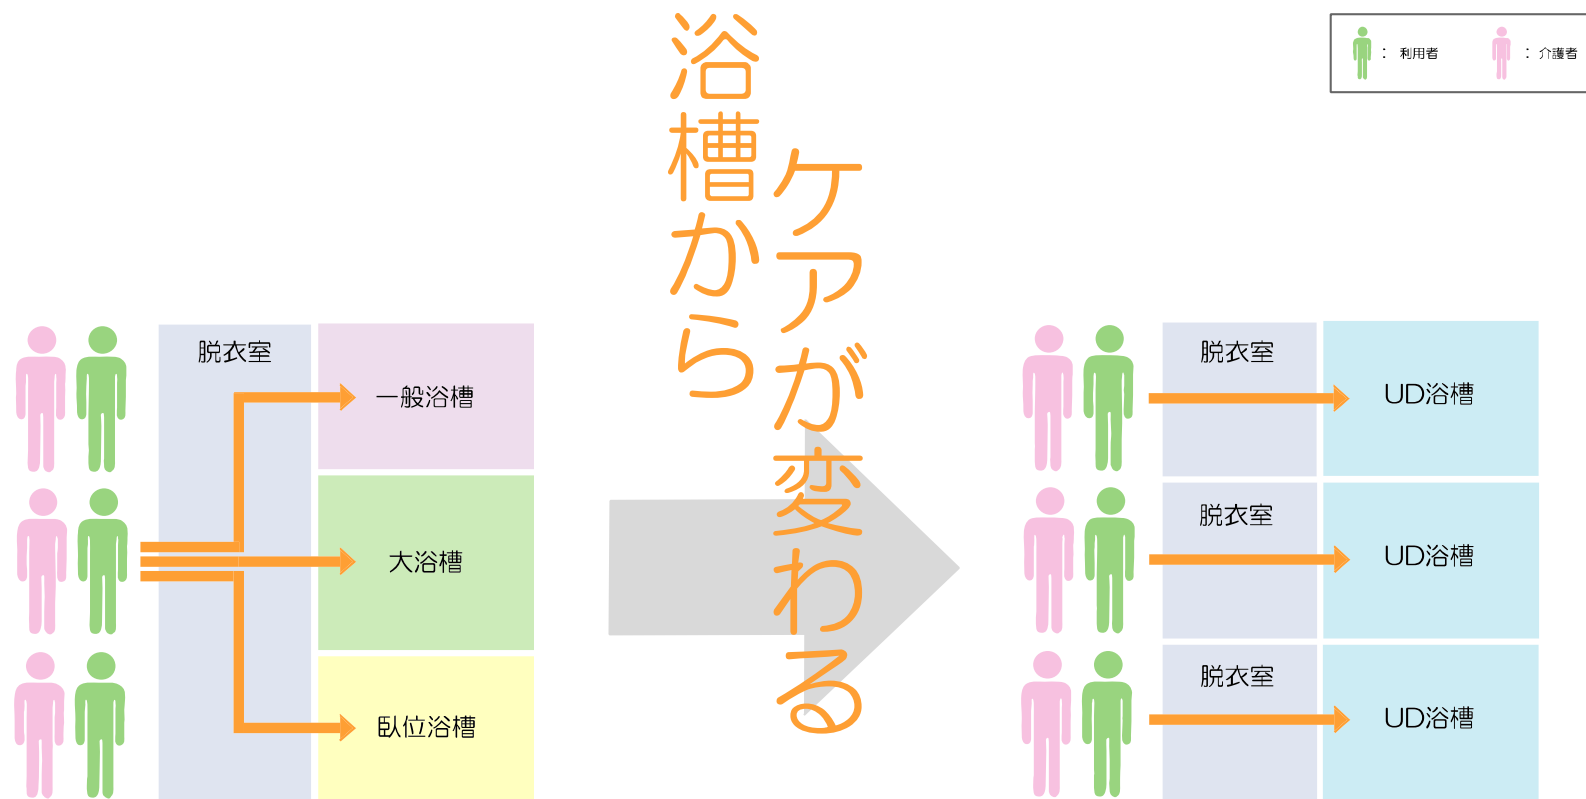 浴槽から
ケアが変わる
：利用者
：介護者
脱衣室
一般浴槽
大浴槽
臥位浴槽
脱衣室
UD浴槽
脱衣室
UD浴槽
脱衣室
UD浴槽